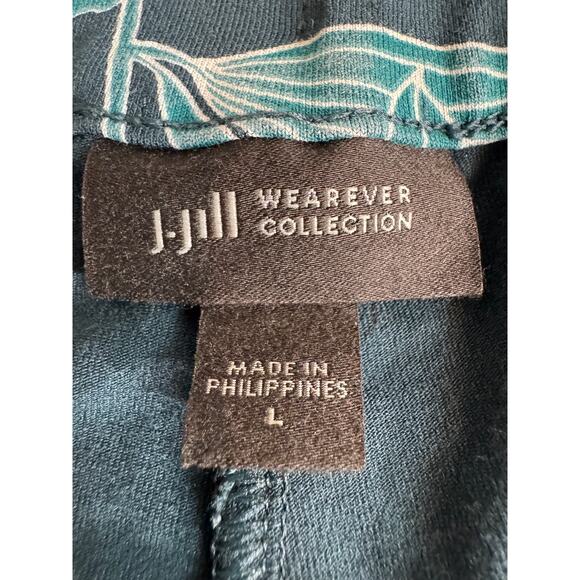 J.Jill WEAREVER
COLLECTION
MADE IN
PHILIPPINES
L